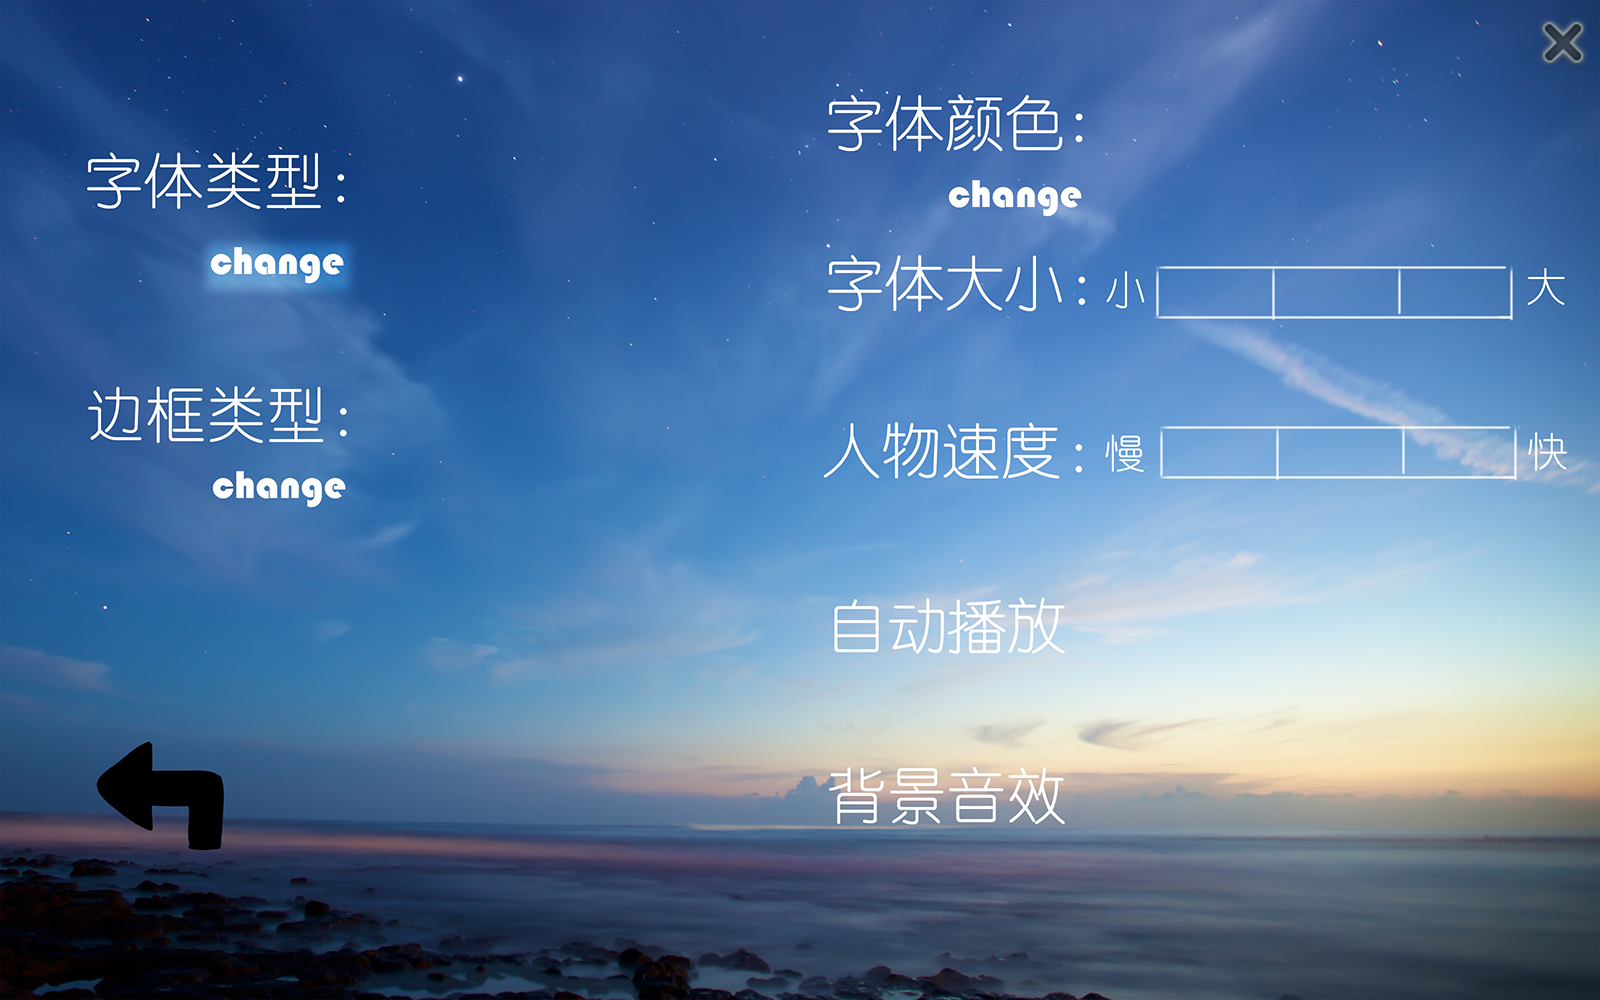 字体类型：
change
边框类型：
change
字体颜色：
change
字体大小：小 大
人物速度：慢 快
自动播放
背景音效